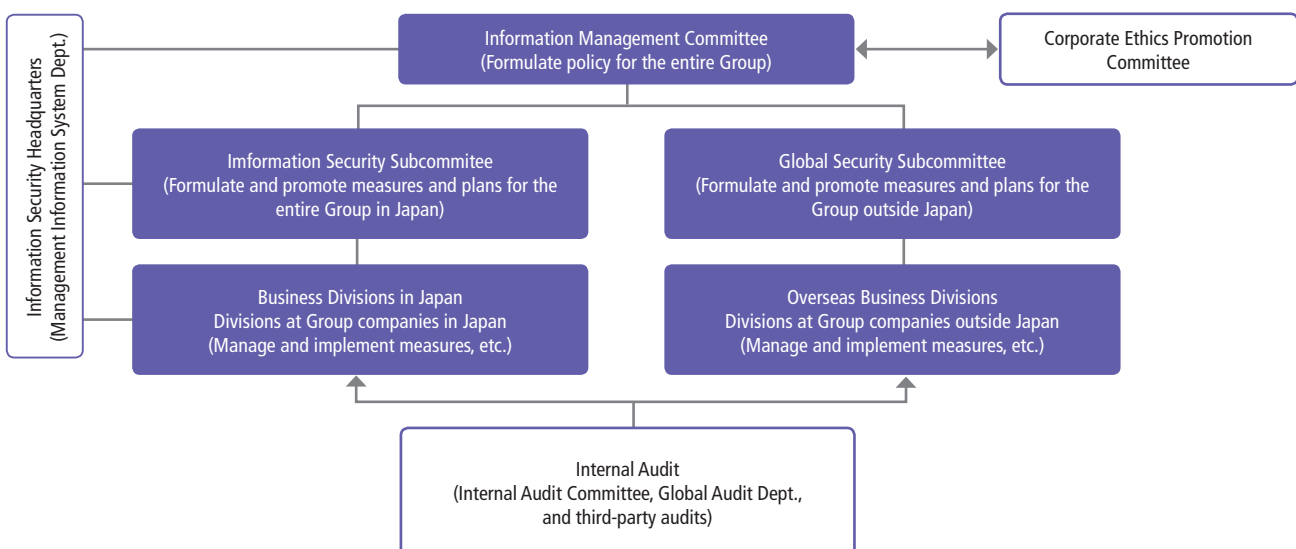 Information Security Headquarters
(Management Information System Dept.)
Information Management Committee
(Formulate policy for the entire Group)
Corporate Ethics Promotion
Committee
Imformation Security Subcommitee
(Formulate and promote measures and plans for the
entire Group in Japan)
Global Security Subcommittee
(Formulate and promote measures and plans for the
Group outside Japan)
Business Divisions in Japan
Divisions at Group companies in Japan
(Manage and implement measures, etc.)
Overseas Business Divisions
Divisions at Group companies outside Japan
(Manage and implement measures, etc.)
Internal Audit
(Internal Audit Committee, Global Audit Dept.,
and third-party audits)